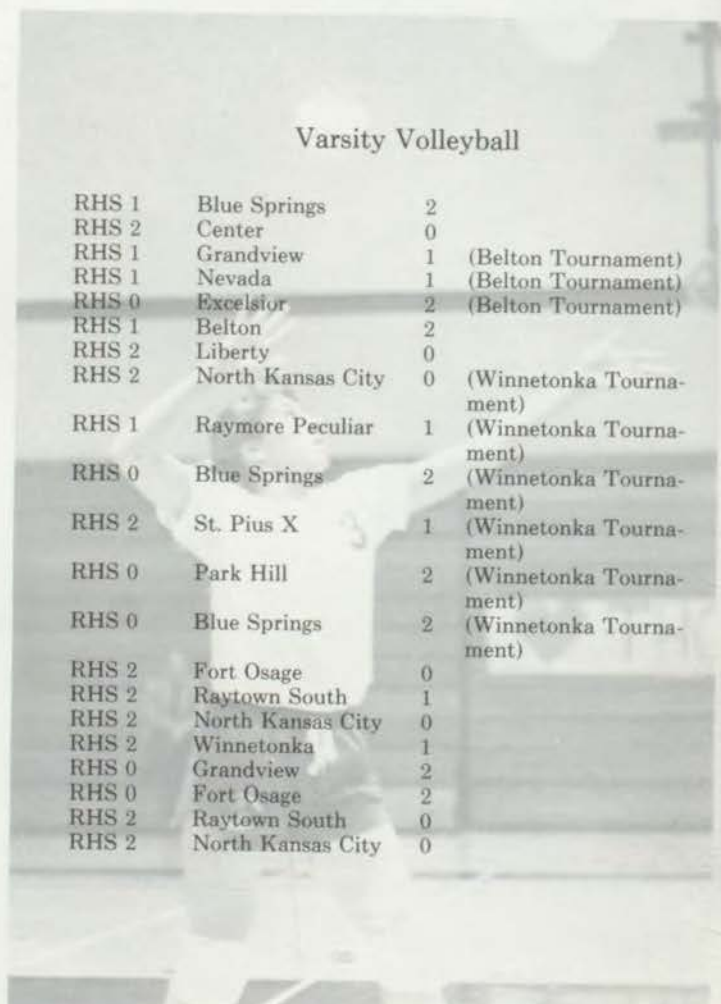 Varsity Volleyball
RHS 1 Blue Springs 2
RHS 2 Center 0
RHS 1 Grandview 1 (Belton Tournament)
RHS 1 Nevada 1 (Belton Tournament)
RHS 0 Excelsior 2 (Belton Tournament)
RHS 1 Belton 2
RHS 2 Liberty 0
RHS 2 North Kansas City 0 (Winnetonka Tourna-
ment)
RHS 1 Raymore Peculiar 1 (Winnetonka Tourna-
ment)
RHS 0 Blue Springs 2 (Winnetonka Tourna-
ment)
RHS 2 St. Pius X 1 (Winnetonka Tourna-
ment)
RHS 0 Park Hill 2 (Winnetonka Tourna-
ment)
RHS 0 Blue Springs 2 (Winnetonka Tourna-
ment)
RHS 2 Fort Osage 0
RHS 2 Raytown South 1
RHS 2 North Kansas City 0
RHS 2 Winnetonka 1
RHS 0 Grandview 2
RHS 0 Fort Osage 2
RHS 2 Raytown South 0
RHS 2 North Kansas City 0
3